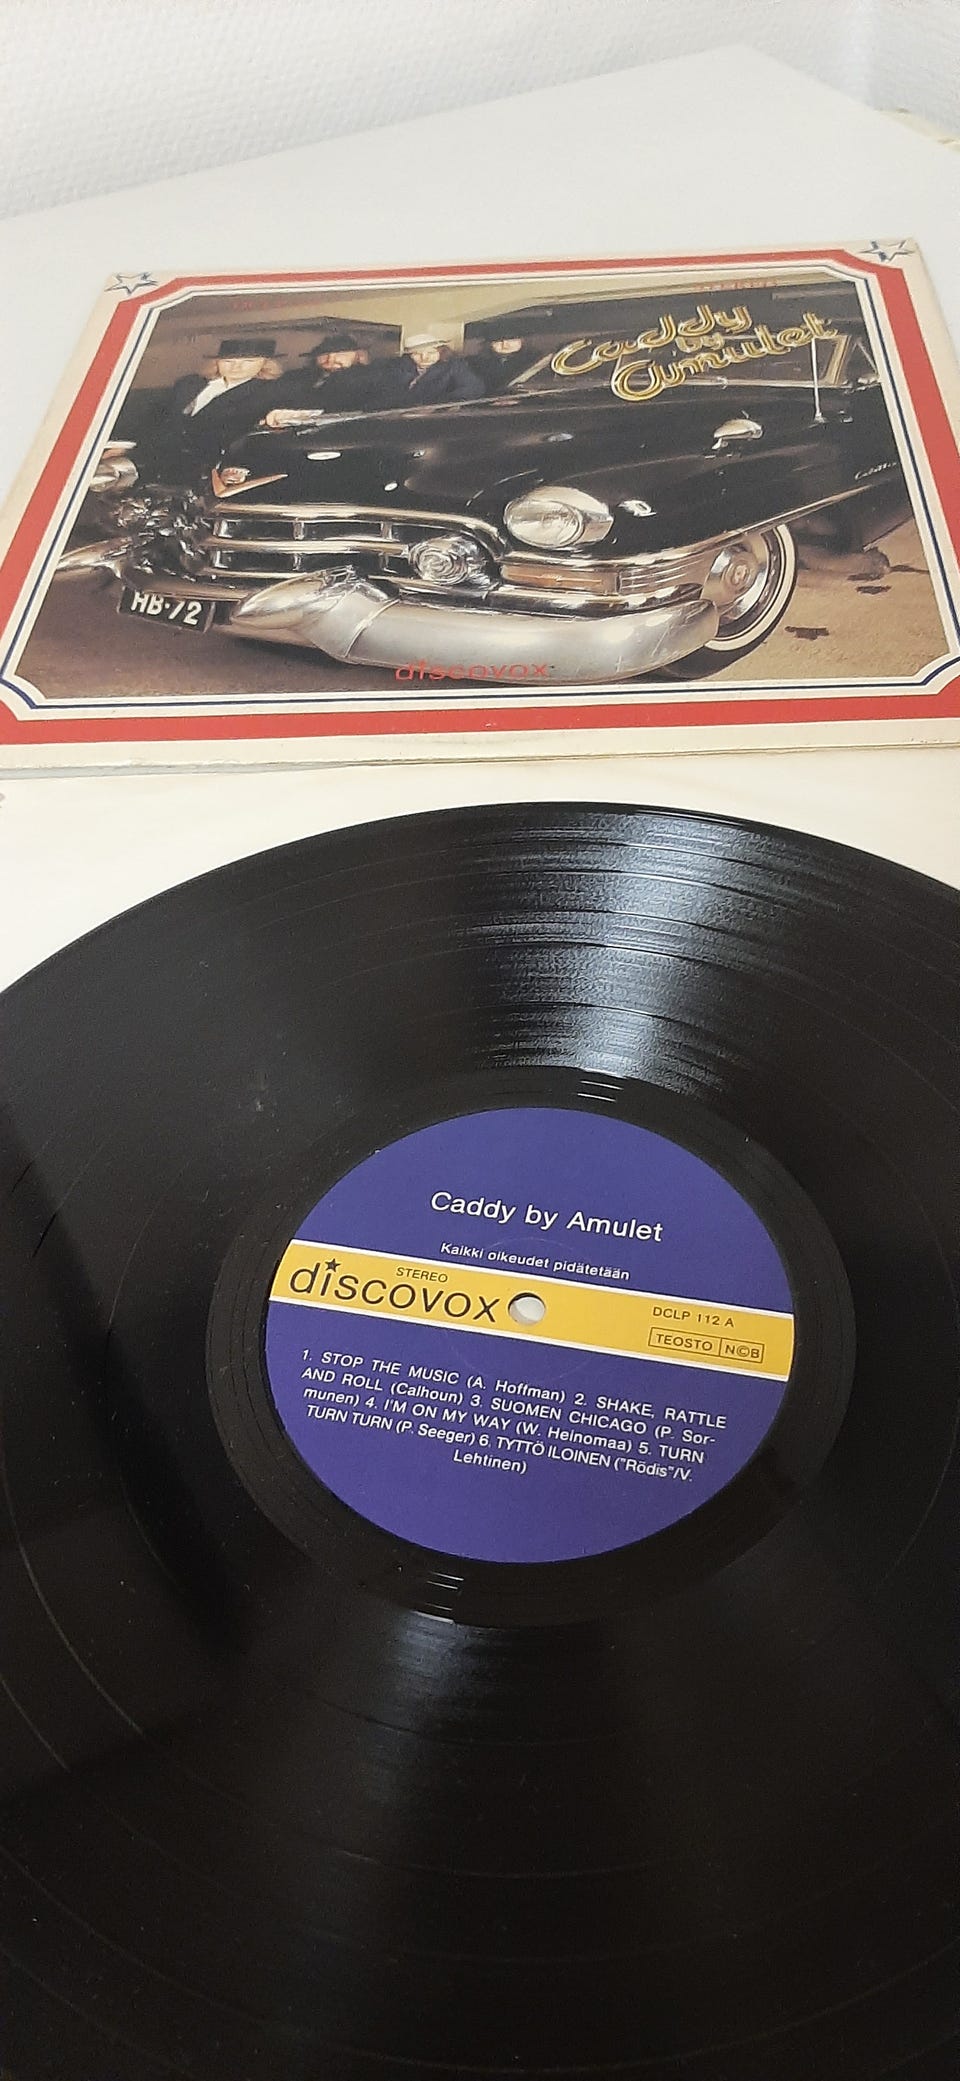 Caddy
by
Amulet
HB·72
discovox
Caddy by Amulet
Kaikki oikeudet pidätetään
STEREO
discovox
DCLP 112 A
TEOSTO N©B
1. STOP THE MUSIC (A. Hoffman) 2. SHAKE, RATTLE
AND ROLL (Calhoun) 3. SUOMEN CHICAGO (P. Sor-
munen) 4. I'M ON MY WAY (W. Heinomaa) 5. TURN
TURN TURN (P. Seeger) 6. TYTTÖ ILOINEN ("Rödis"/V.
Lehtinen)